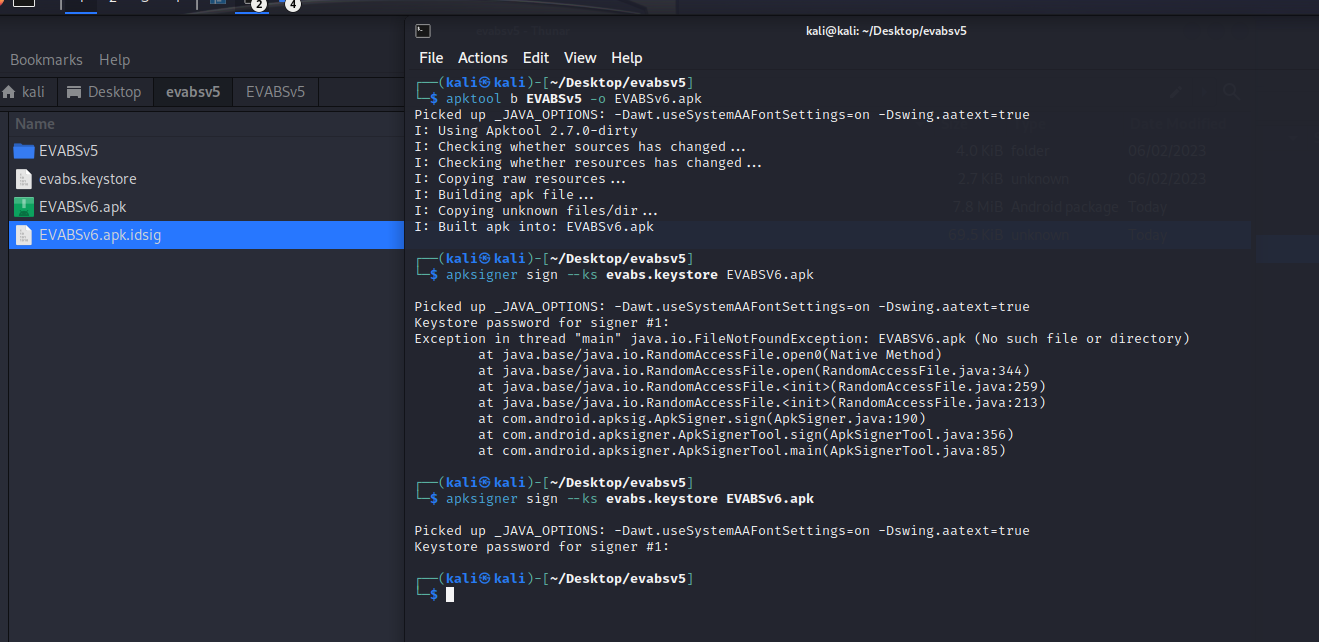 2
4
kali@kali: ~/Desktop/evabsv5
Bookmarks Help
kali Desktop evabsv5 EVABSv5
Name
EVABSv5
evabs.keystore
EVABSv6.apk
EVABSv6.apk.idsig
File Actions Edit View Help
┌──(kali㉿kali)-[~/Desktop/evabsv5]
└─$ apktool b EVABSv5 -o EVABSv6.apk
Picked up _JAVA_OPTIONS: -Dawt.useSystemAAFontSettings=on -Dswing.aatext=true
I: Using Apktool 2.7.0-dirty
I: Checking whether sources has changed...
I: Checking whether resources has changed...
I: Copying raw resources...
I: Building apk file...
I: Copying unknown files/dir...
I: Built apk into: EVABSv6.apk
┌──(kali㉿kali)-[~/Desktop/evabsv5]
└─$ apksigner sign --ks evabs.keystore EVABSV6.apk
Picked up _JAVA_OPTIONS: -Dawt.useSystemAAFontSettings=on -Dswing.aatext=true
Keystore password for signer #1:
Exception in thread "main" java.io.FileNotFoundException: EVABSV6.apk (No such file or directory)
at java.base/java.io.RandomAccessFile.open0(Native Method)
at java.base/java.io.RandomAccessFile.open(RandomAccessFile.java:344)
at java.base/java.io.RandomAccessFile.<init>(RandomAccessFile.java:259)
at java.base/java.io.RandomAccessFile.<init>(RandomAccessFile.java:213)
at com.android.apksig.ApkSigner.sign(ApkSigner.java:190)
at com.android.apksigner.ApkSignerTool.sign(ApkSignerTool.java:356)
at com.android.apksigner.ApkSignerTool.main(ApkSignerTool.java:85)
┌──(kali㉿kali)-[~/Desktop/evabsv5]
└─$ apksigner sign --ks evabs.keystore EVABSv6.apk
Picked up _JAVA_OPTIONS: -Dawt.useSystemAAFontSettings=on -Dswing.aatext=true
Keystore password for signer #1:
┌──(kali㉿kali)-[~/Desktop/evabsv5]
└─$
4.0 KiB folder 06/02/2023
2.7 KiB unknown 06/02/2023
7.8 MiB Android package Today
unknown Today